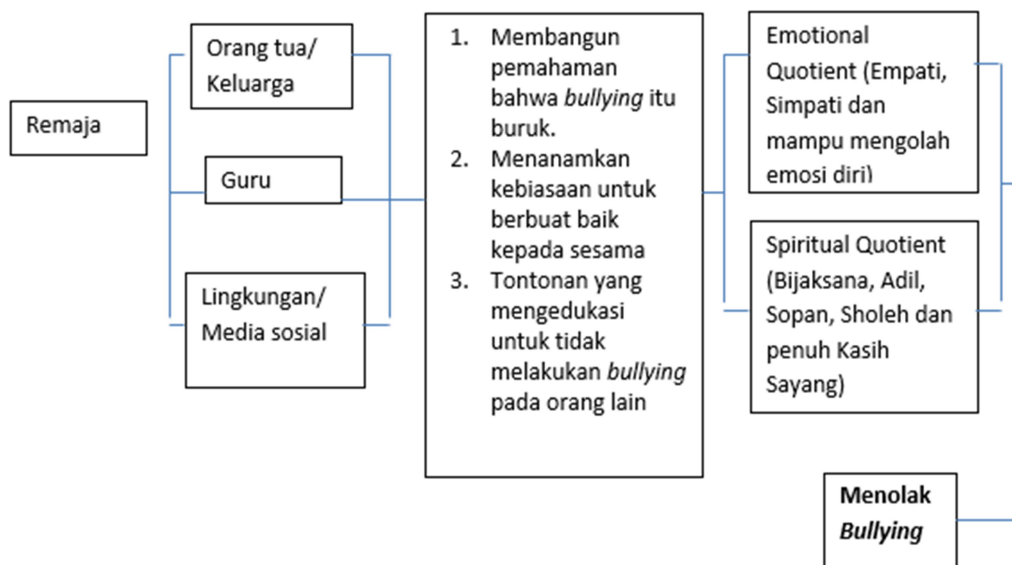 Remaja
Orang tua/
Keluarga
Guru
Lingkungan/
Media sosial
1. Membangun
pemahaman
bahwa bullying itu
buruk.
2. Menanamkan
kebiasaan untuk
berbuat baik
kepada sesama
3. Tontonan yang
mengedukasi
untuk tidak
melakukan bullying
pada orang lain
Emotional
Quotient (Empati,
Simpati dan
mampu mengolah
emosi diri)
Spiritual Quotient
(Bijaksana, Adil,
Sopan, Sholeh dan
penuh Kasih
Sayang)
Menolak
Bullying